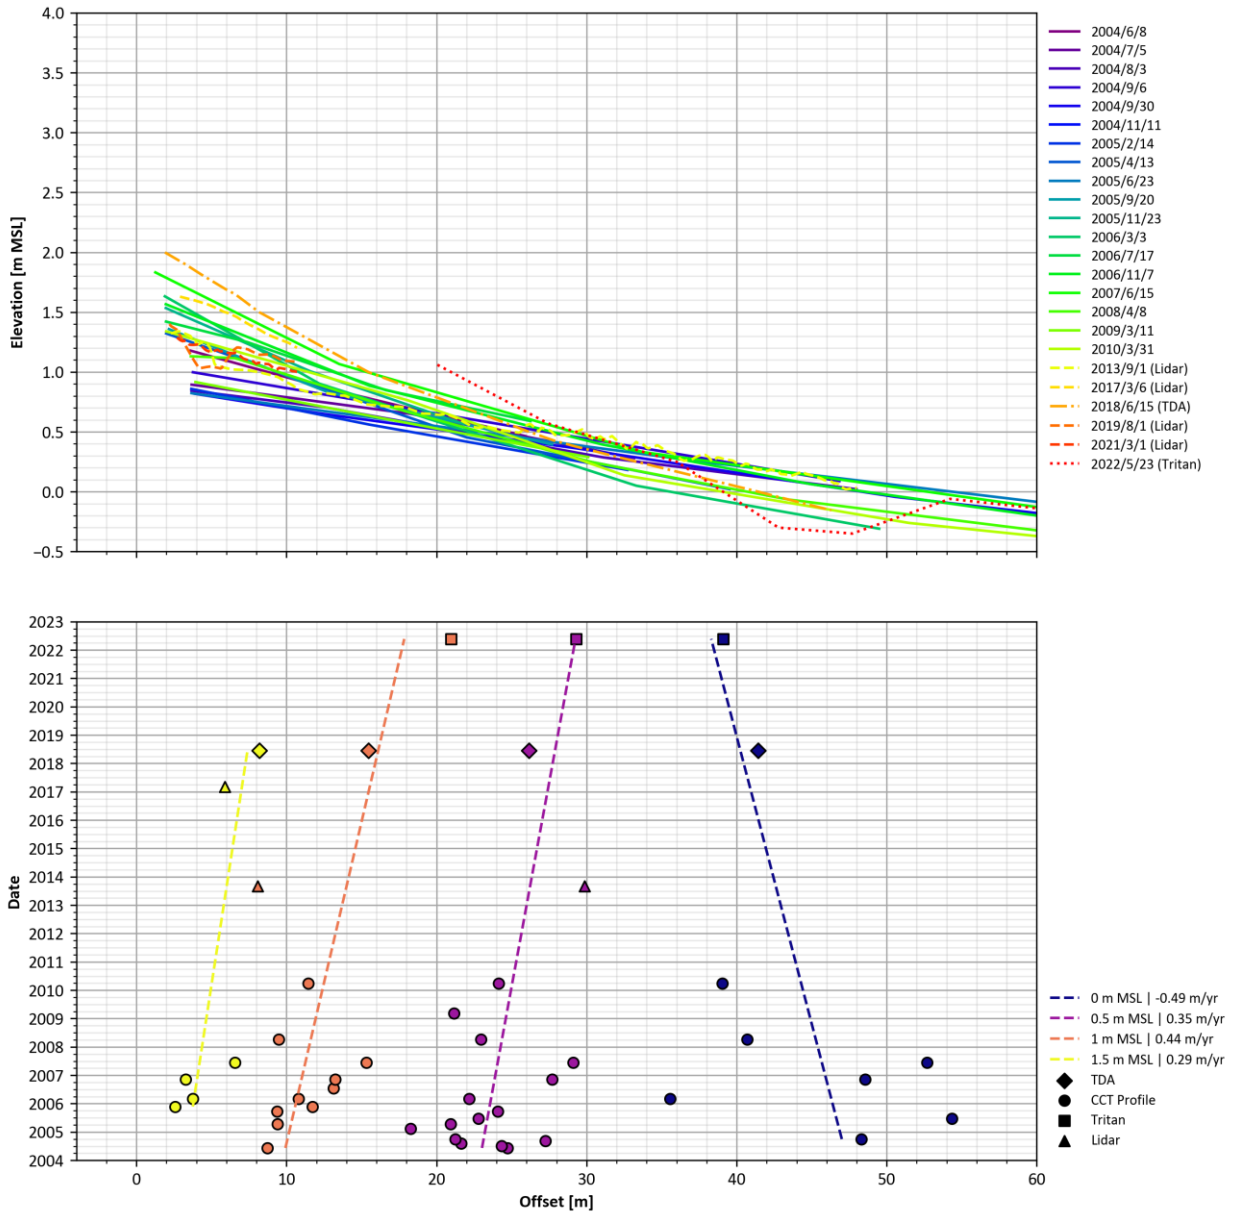 4.0
3.5
3.0
2.5
2.0
1.5
1.0
0.5
0.0
−0.5
Elevation [m MSL]
2004/6/8
2004/7/5
2004/8/3
2004/9/6
2004/9/30
2004/11/11
2005/2/14
2005/4/13
2005/6/23
2005/9/20
2005/11/23
2006/3/3
2006/7/17
2006/11/7
2007/6/15
2008/4/8
2009/3/11
2010/3/31
2013/9/1 (Lidar)
2017/3/6 (Lidar)
2018/6/15 (TDA)
2019/8/1 (Lidar)
2021/3/1 (Lidar)
2022/5/23 (Tritan)
2023
2022
2021
2020
2019
2018
2017
2016
2015
2014
2013
2012
2011
2010
2009
2008
2007
2006
2005
2004
Date
0 10 20 30 40 50 60
Offset [m]
0 m MSL | -0.49 m/yr
0.5 m MSL | 0.35 m/yr
1 m MSL | 0.44 m/yr
1.5 m MSL | 0.29 m/yr
TDA
CCT Profile
Tritan
Lidar